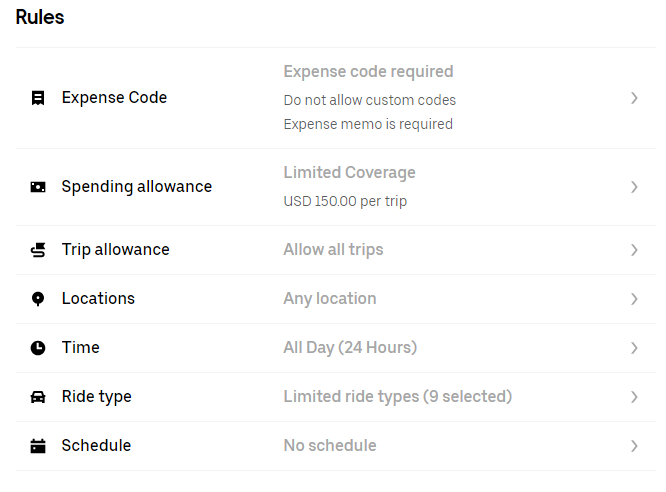 Rules
Expense Code
Expense code required
Do not allow custom codes
Expense memo is required
Spending allowance
Limited Coverage
USD 150.00 per trip
Trip allowance
Allow all trips
Locations
Any location
Time
All Day (24 Hours)
Ride type
Limited ride types (9 selected)
Schedule
No schedule